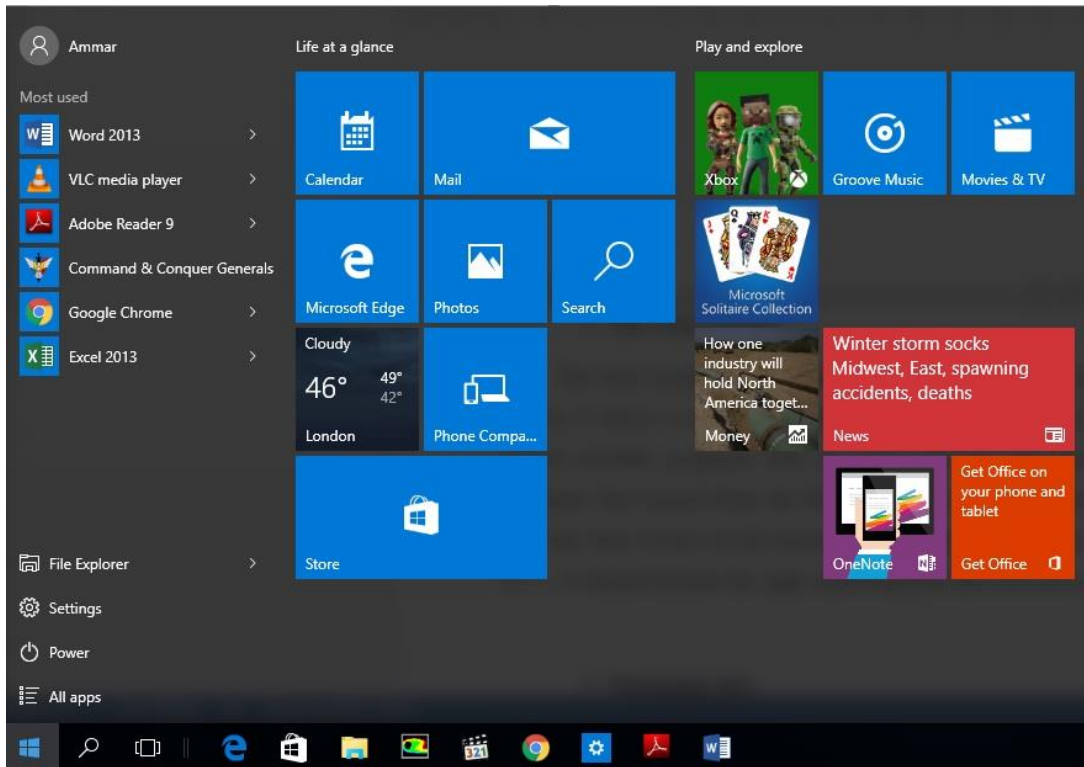 Ammar
Most used
Word 2013
VLC media player
Adobe Reader 9
Command & Conquer Generals
Google Chrome
Excel 2013
File Explorer
Settings
Power
All apps
Life at a glance
Calendar
Mail
Microsoft Edge
Photos
Search
Cloudy
46° 49°
42°
London
Phone Compa...
Store
Play and explore
Xbox
Groove Music
Movies & TV
Microsoft
Solitaire Collection
How one
industry will
hold North
America toget...
Money
Winter storm socks
Midwest, East, spawning
accidents, deaths
News
OneNote
Get Office on
your phone and
tablet
Get Office
321